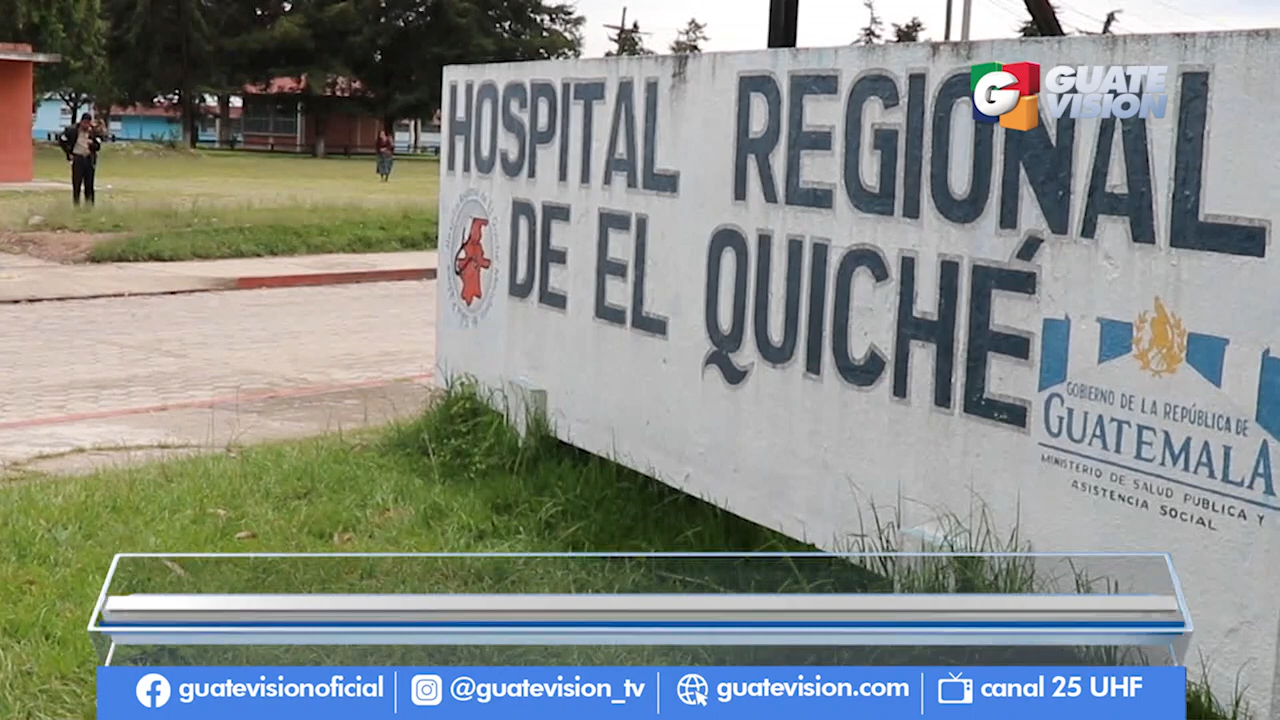 GUATE
VISION
HOSPITAL REGIONAL
DE EL QUICHÉ
GOBIERNO DE LA REPÚBLICA DE
GUATEMALA
MINISTERIO DE SALUD PUBLICA Y
ASISTENCIA SOCIAL
guatevisionoficial
@guatevision_tv
guatevision.com
canal 25 UHF